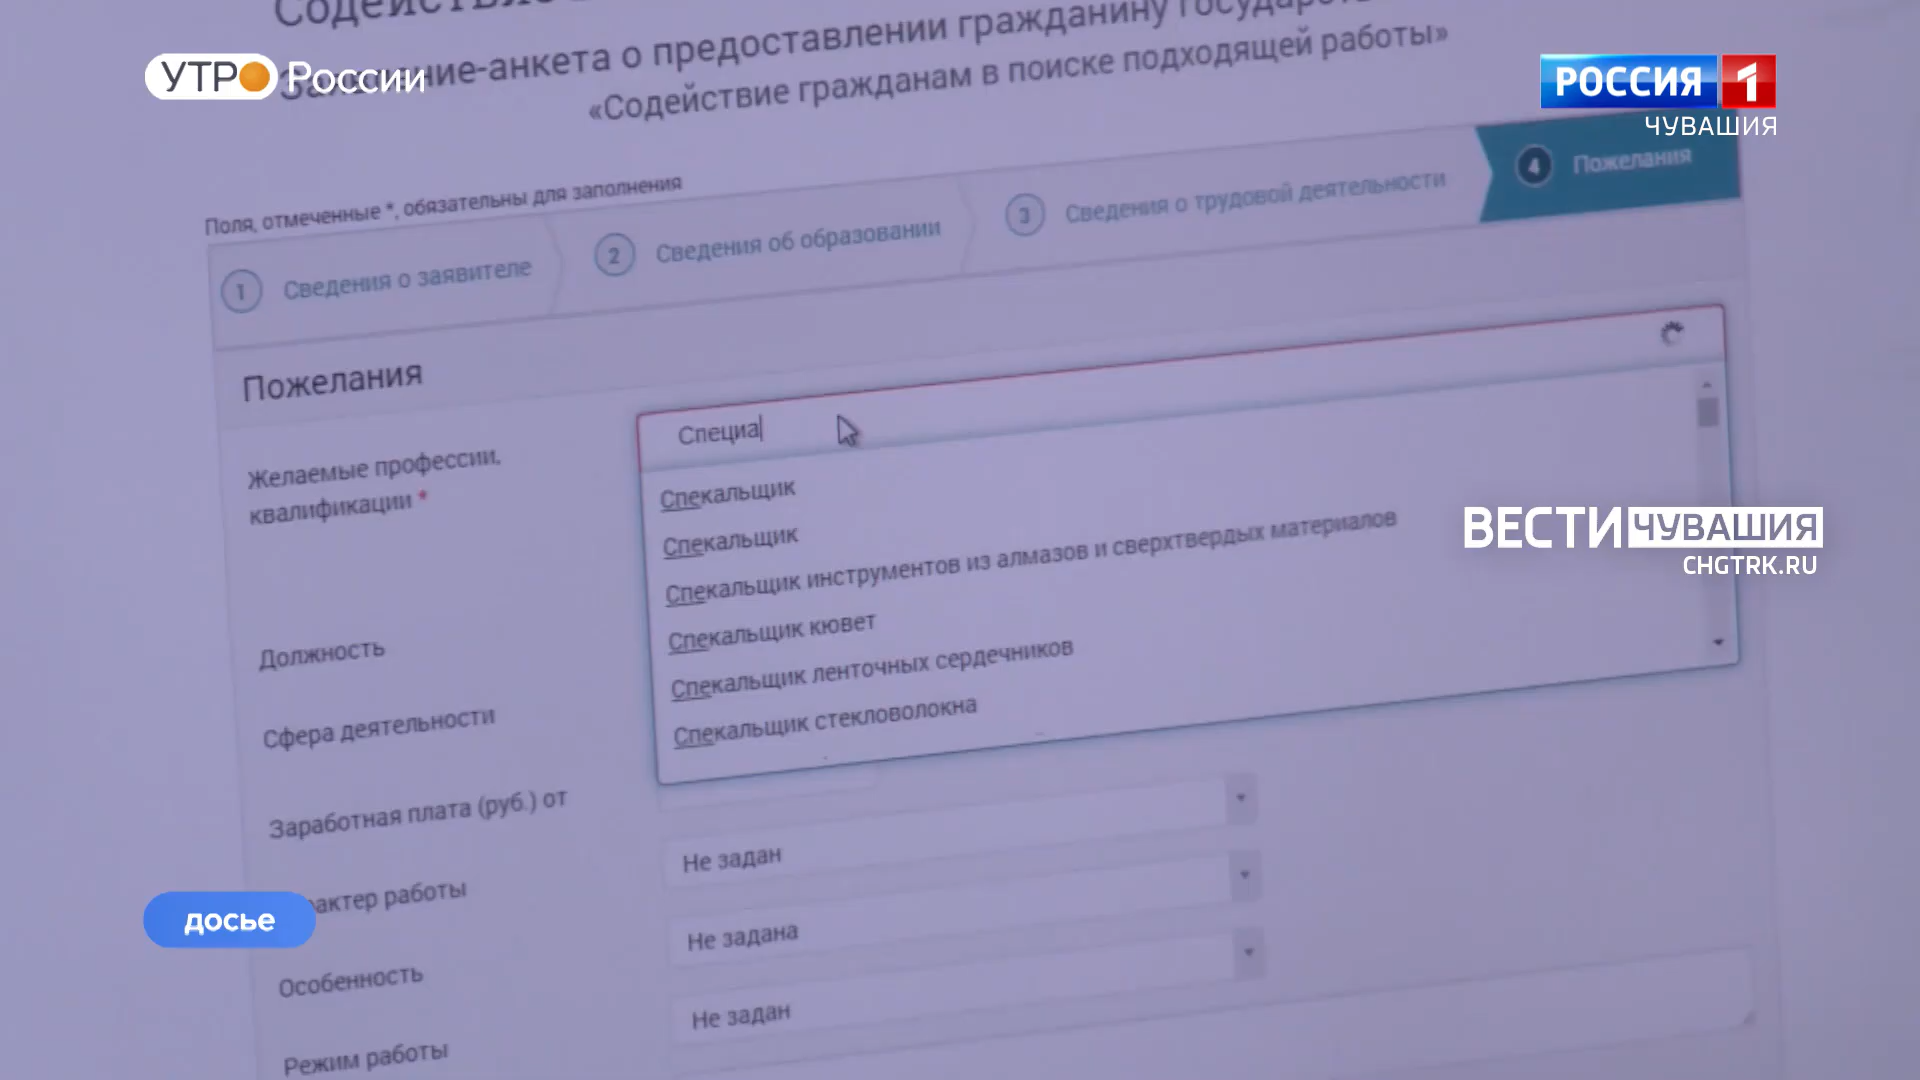 УТРО России
РОССИЯ 1
ЧУВАШИЯ
о предоставлении гражданину
«Содействие гражданам в поиске подходящей работы»
Поля, отмеченные *, обязательны для заполнения
1 Сведения о заявителе
2 Сведения об образовании
3 Сведения о трудовой деятельности
4 Пожелания
Пожелания
Желаемые профессии,
квалификации *
Специа
Спекальщик
Спекальщик
Спекальщик инструментов из алмазов и сверхтвердых материалов
Спекальщик кювет
Спекальщик ленточных сердечников
Спекальщик стекловолокна
ВЕСТИ ЧУВАШИЯ
CHGTRK.RU
Должность
Сфера деятельности
Заработная плата (руб.) от
работы
Не задан
Особенность
Не задана
Режим работы
Не задан
досье